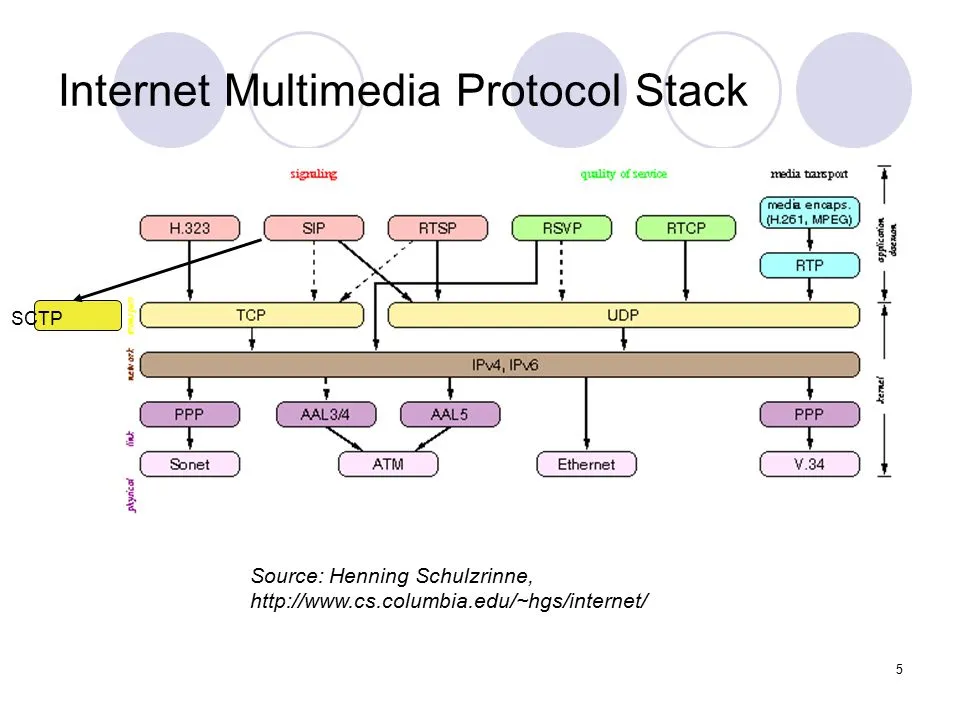 Internet Multimedia Protocol Stack
signaling
quality of service
media transport
media encaps.
(H.261, MPEG)
H.323
SIP
RTSP
RSVP
RTCP
RTP
application
daemon
SCTP
TCP
UDP
network
IPv4, IPv6
kernel
PPP
AAL3/4
AAL5
PPP
link
Sonet
ATM
Ethernet
V.34
physical
Source: Henning Schulzrinne,
http://www.cs.columbia.edu/~hgs/internet/
5